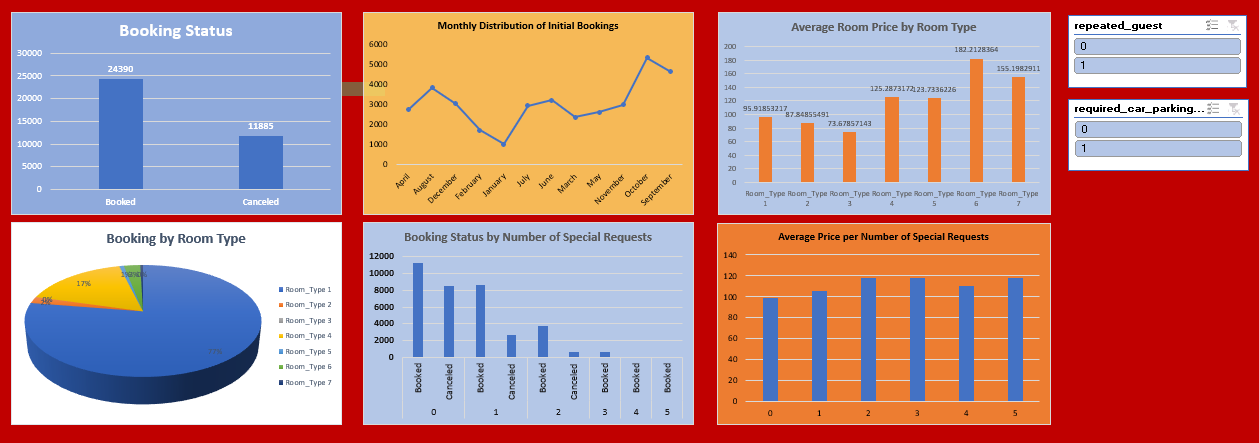 Booking Status
30000
25000
20000
15000
10000
5000
0
24390
11885
Booked
Canceled
Monthly Distribution of Initial Bookings
6000
5000
4000
3000
2000
1000
0
April
August
December
February
January
July
June
March
May
November
October
September
Average Room Price by Room Type
200
180
160
140
120
100
80
60
40
20
0
95.91853217
87.84855491
73.67857143
125.2873172
123.7336226
182.2128364
155.1982911
Room_Type 1
Room_Type 2
Room_Type 3
Room_Type 4
Room_Type 5
Room_Type 6
Room_Type 7
repeated_guest
0
1
required_car_parking...
0
1
Booking by Room Type
17%
77%
Room_Type 1
Room_Type 2
Room_Type 3
Room_Type 4
Room_Type 5
Room_Type 6
Room_Type 7
Booking Status by Number of Special Requests
12000
10000
8000
6000
4000
2000
0
Booked
Canceled
Booked
Canceled
Booked
Canceled
Booked
Booked
Booked
0
1
2
3
4
5
Average Price per Number of Special Requests
140
120
100
80
60
40
20
0
0
1
2
3
4
5